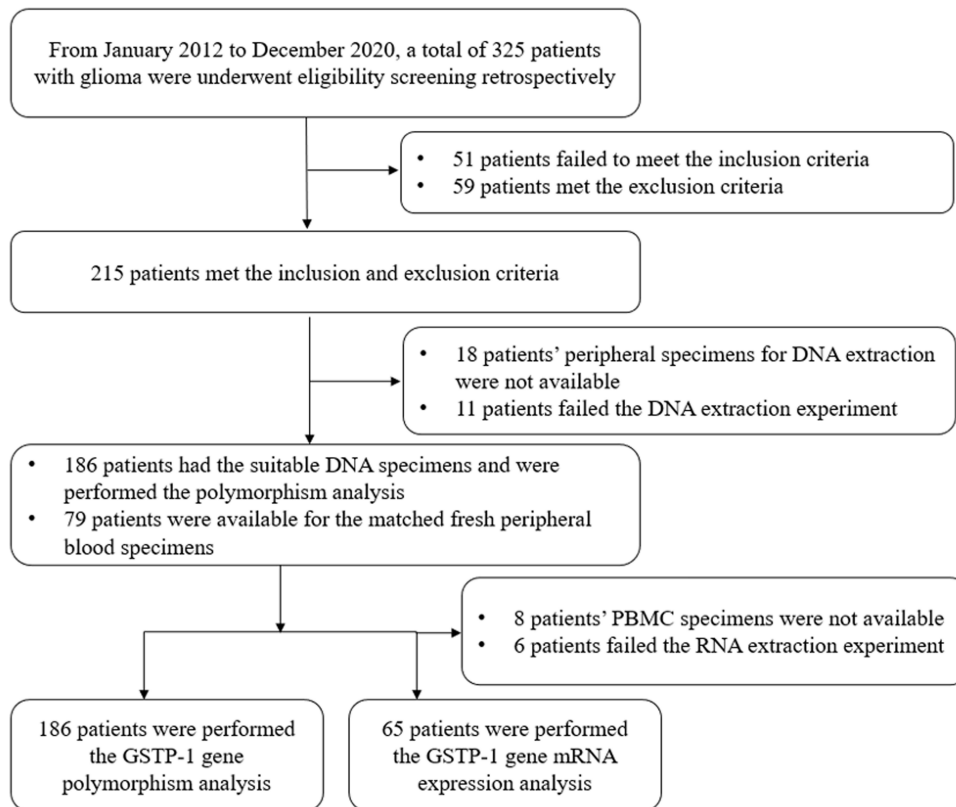 From January 2012 to December 2020, a total of 325 patients
with glioma were underwent eligibility screening retrospectively
• 51 patients failed to meet the inclusion criteria
• 59 patients met the exclusion criteria
215 patients met the inclusion and exclusion criteria
• 18 patients’ peripheral specimens for DNA extraction
were not available
• 11 patients failed the DNA extraction experiment
• 186 patients had the suitable DNA specimens and were
performed the polymorphism analysis
• 79 patients were available for the matched fresh peripheral
blood specimens
• 8 patients’ PBMC specimens were not available
• 6 patients failed the RNA extraction experiment
186 patients were performed
the GSTP-1 gene
polymorphism analysis
65 patients were performed
the GSTP-1 gene mRNA
expression analysis